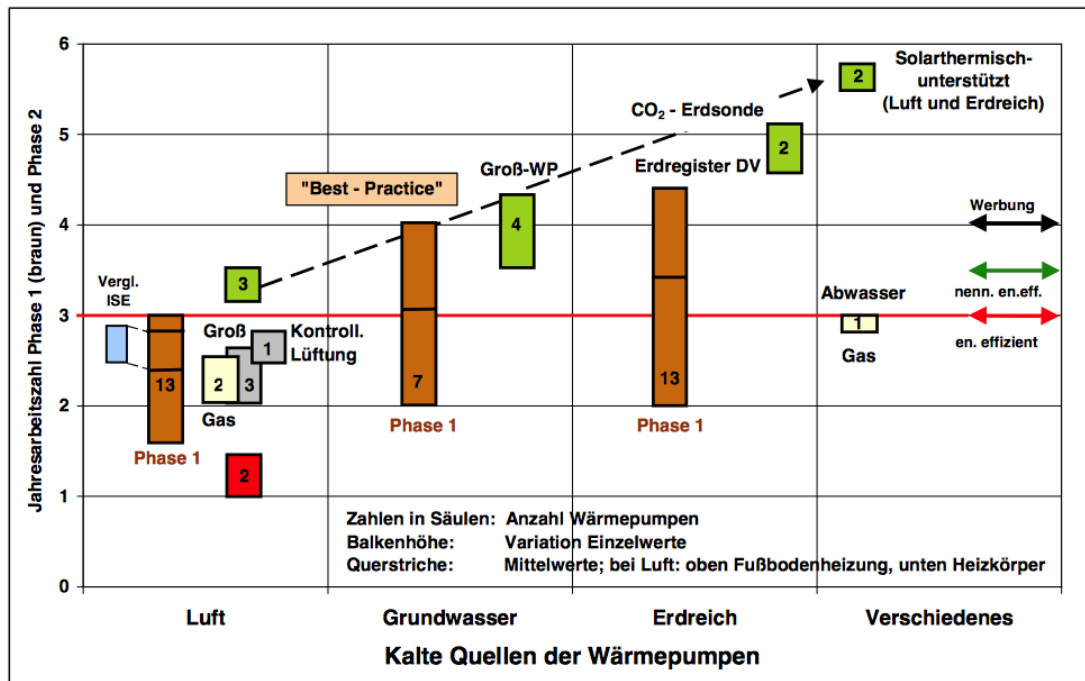 Jahresarbeitszahl Phase 1 (braun) und Phase 2
6
5
4
3
2
1
0
Solarthermisch-
unterstützt
(Luft und Erdreich)
2
CO₂ - Erdsonde
2
Erdregister DV
Groß-WP
4
"Best - Practice"
Werbung
nenn. en.eff.
en. effizient
Vergl.
ISE
3
Groß
Kontroll.
Lüftung
1
13
2
3
Gas
Phase 1
2
7
Phase 1
13
Phase 1
Abwasser
1
Gas
Zahlen in Säulen: Anzahl Wärmepumpen
Balkenhöhe: Variation Einzelwerte
Querstriche: Mittelwerte; bei Luft: oben Fußbodenheizung, unten Heizkörper
Luft
Grundwasser
Erdreich
Verschiedenes
Kalte Quellen der Wärmepumpen